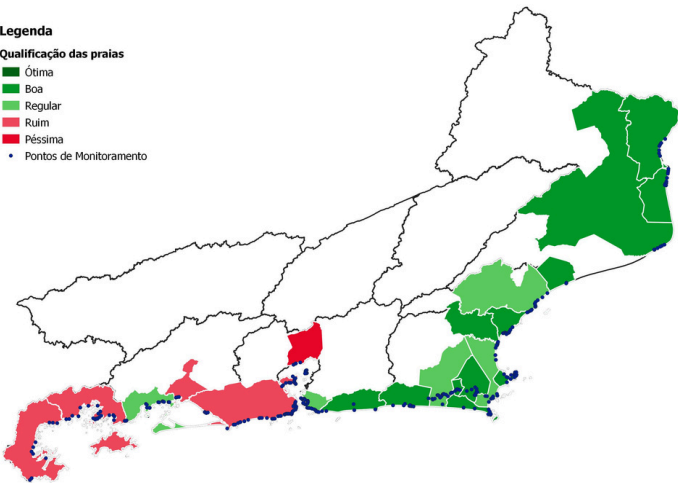 Legenda
Qualificação das praias
Ótima
Boa
Regular
Ruim
Péssima
Pontos de Monitoramento